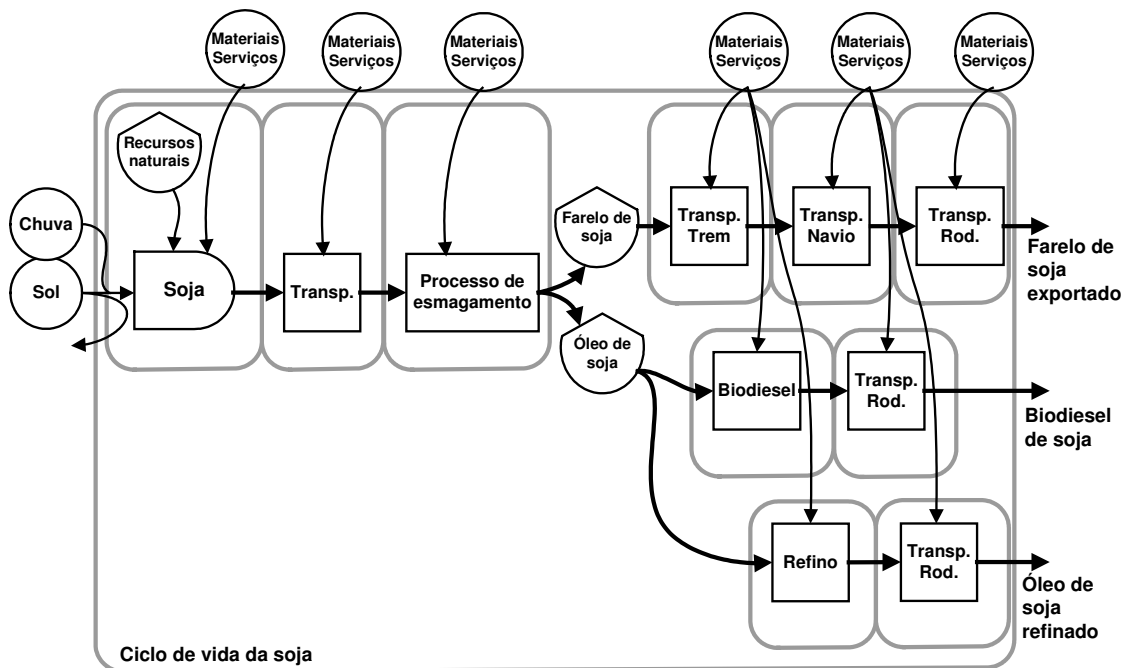 Materiais
Serviços
Materiais
Serviços
Materiais
Serviços
Materiais
Serviços
Materiais
Serviços
Materiais
Serviços
Recursos
naturais
Chuva
Sol
Soja
Transp.
Processo de
esmagamento
Farelo de
soja
Óleo de
soja
Transp.
Trem
Transp.
Navio
Transp.
Rod.
Farelo de
soja
exportado
Biodiesel
Transp.
Rod.
Biodiesel
de soja
Refino
Transp.
Rod.
Óleo de
soja
refinado
Ciclo de vida da soja